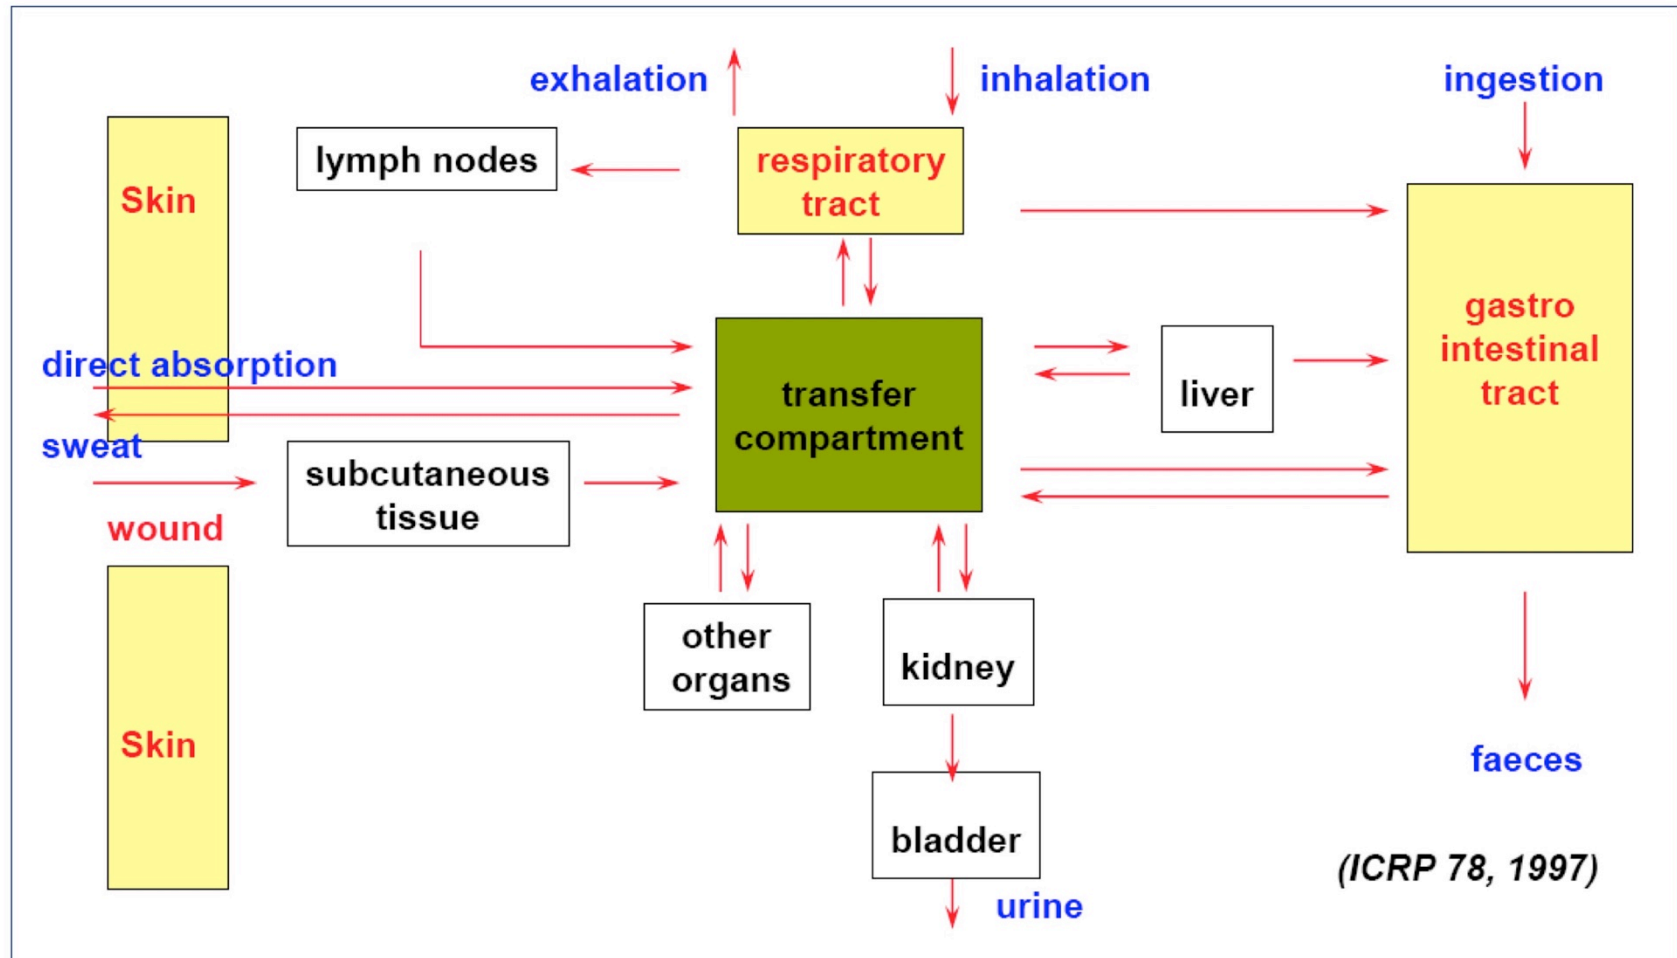 exhalation
inhalation
ingestion
lymph nodes
respiratory
tract
Skin
gastro
intestinal
tract
direct absorption
transfer
compartment
liver
sweat
subcutaneous
tissue
wound
other
organs
kidney
Skin
faeces
bladder
(ICRP 78, 1997)
urine